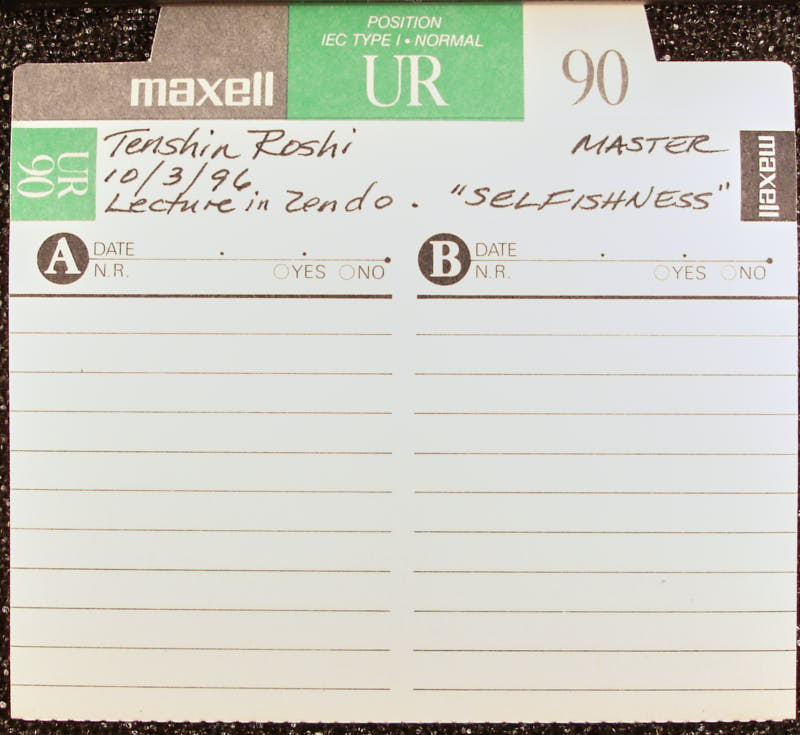 POSITION
IEC TYPE I • NORMAL
maxell UR 90
UR 90 Tenshin Roshi MASTER maxell
10/3/96
Lecture in Zendo. "SELFISHNESS"
A DATE . . B DATE . .
N.R. YES NO N.R. YES NO